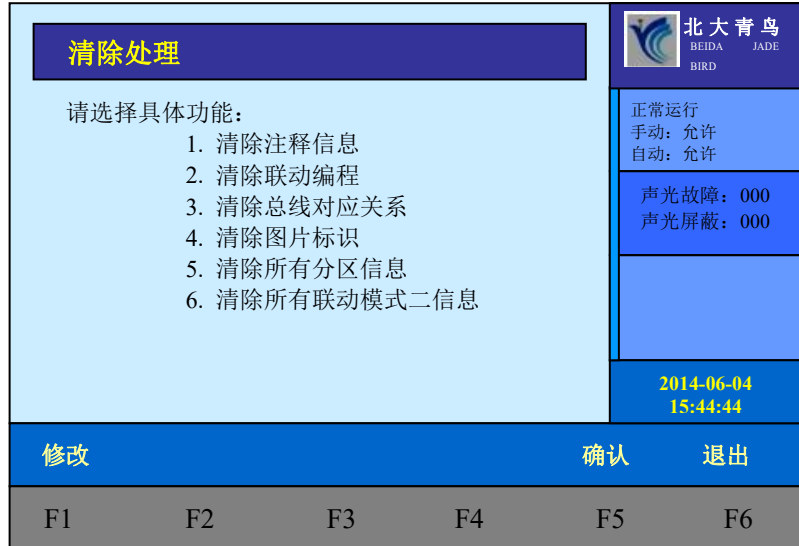 清除处理
请选择具体功能：
1. 清除注释信息
2. 清除联动编程
3. 清除总线对应关系
4. 清除图片标识
5. 清除所有分区信息
6. 清除所有联动模式二信息
北大青鸟
BEIDA JADE
BIRD
正常运行
手动：允许
自动：允许
声光故障：000
声光屏蔽：000
2014-06-04
15:44:44
修改 确认 退出
F1 F2 F3 F4 F5 F6